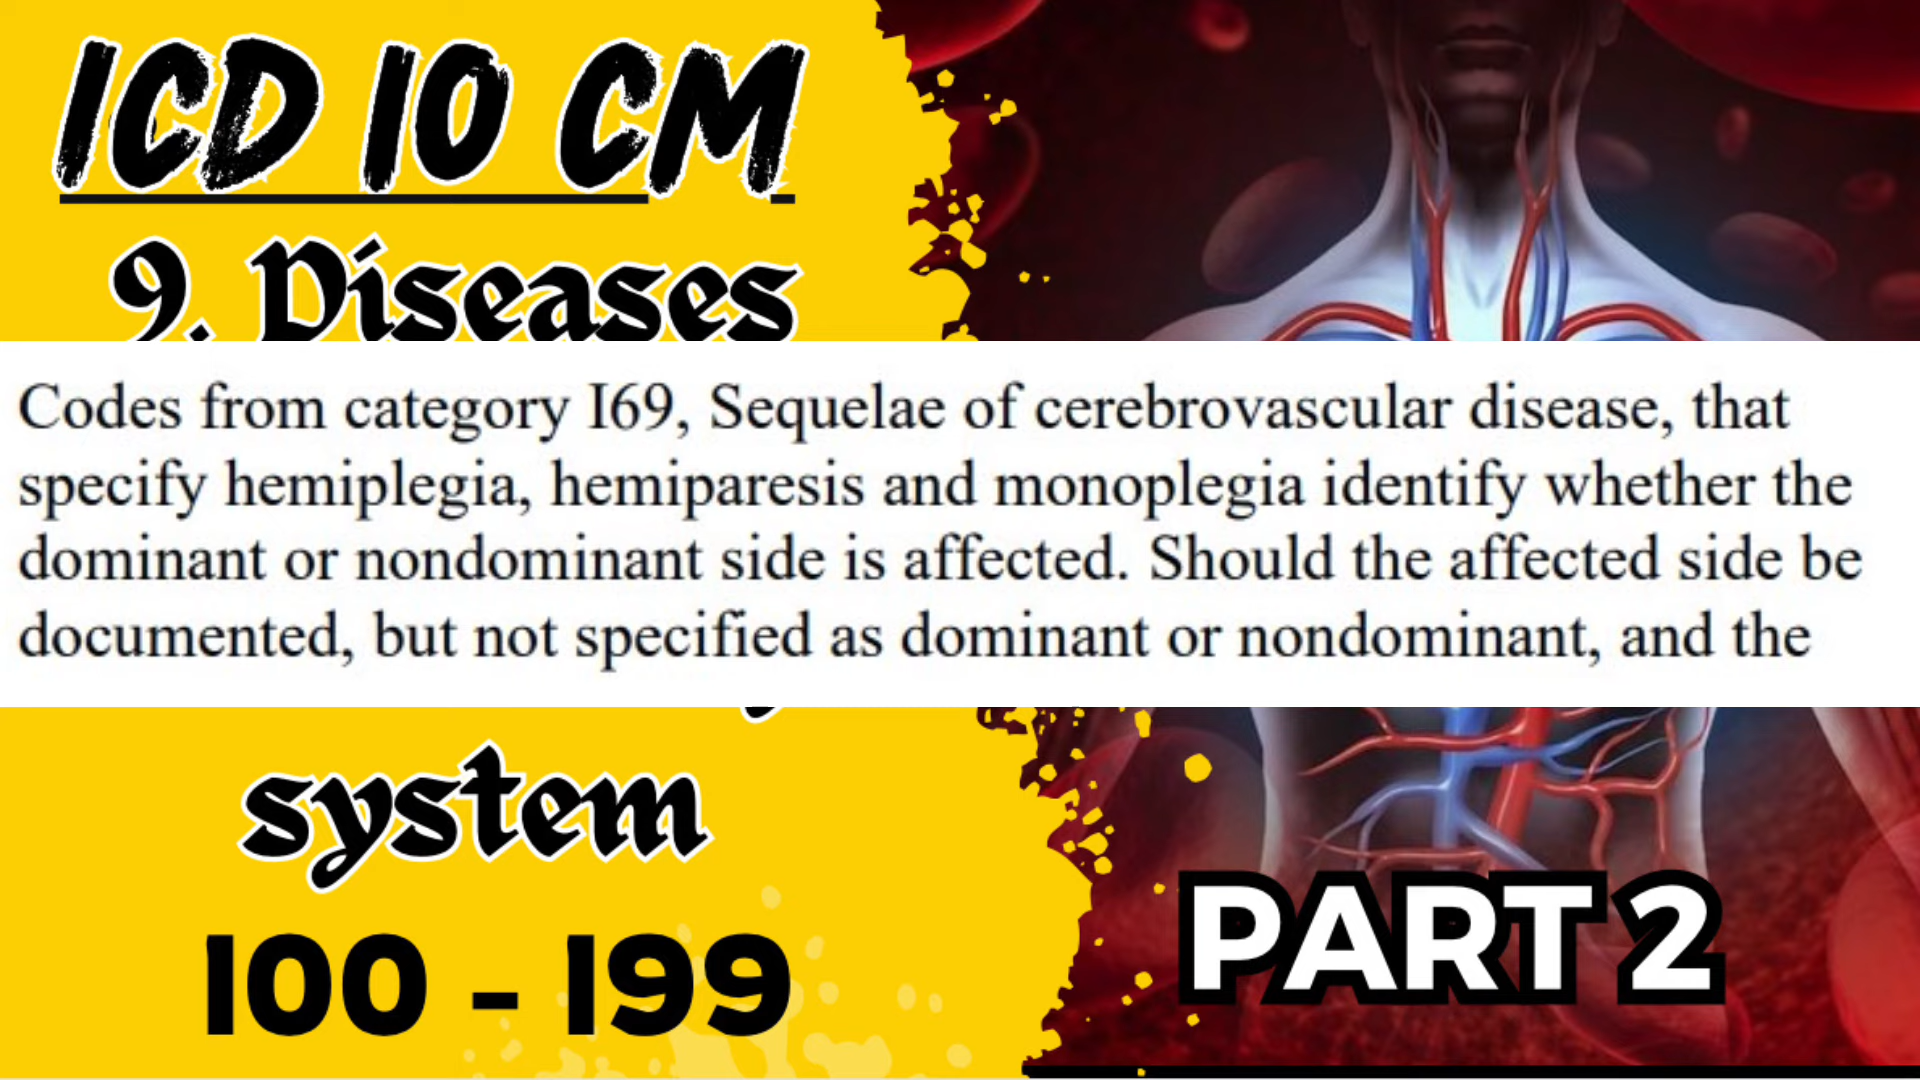 ICD 10 CM
9. Diseases
Codes from category I69, Sequelae of cerebrovascular disease, that
specify hemiplegia, hemiparesis and monoplegia identify whether the
dominant or nondominant side is affected. Should the affected side be
documented, but not specified as dominant or nondominant, and the
system
I00 - I99
PART 2